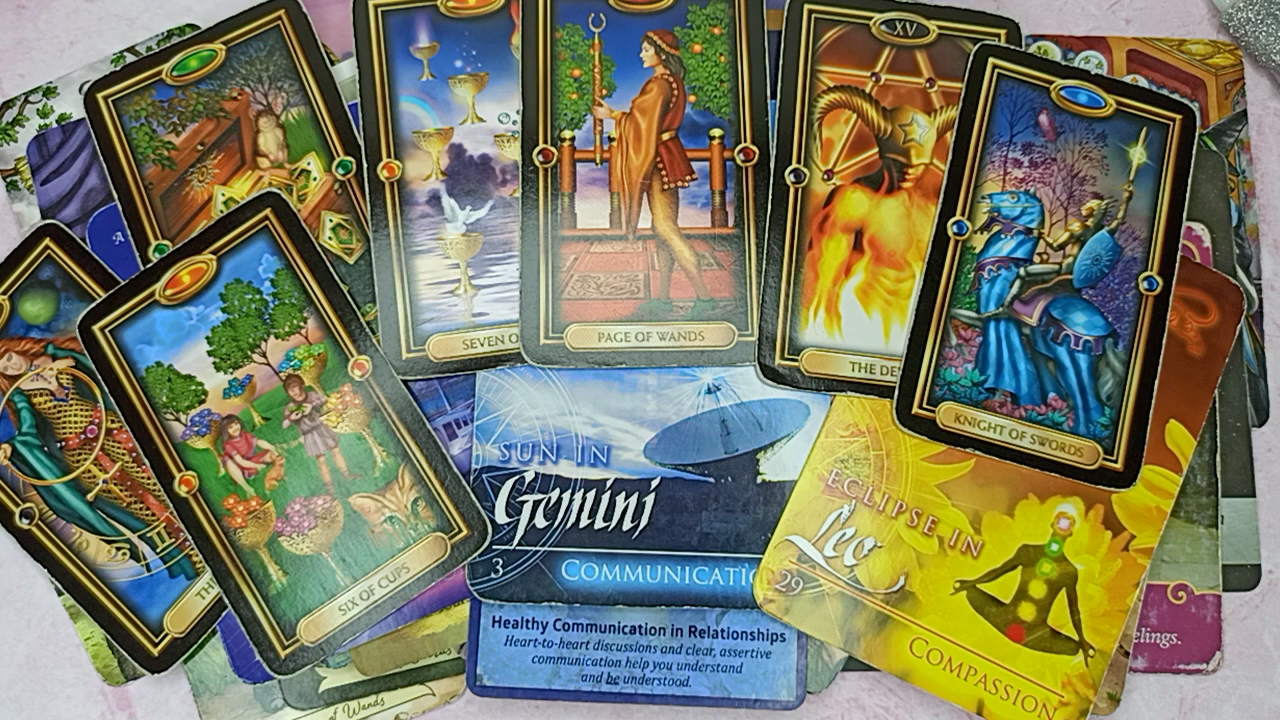 XV
SEVEN O
PAGE OF WANDS
THE DE
KNIGHT OF SWORDS
TH
SIX OF CUPS
SUN IN
Gemini
3
COMMUNICATIO
ECLIPSE IN
Leo
29
COMPASSION
Healthy Communication in Relationships
Heart-to-heart discussions and clear, assertive
communication help you understand
and be understood.
elings.
of Wands
A